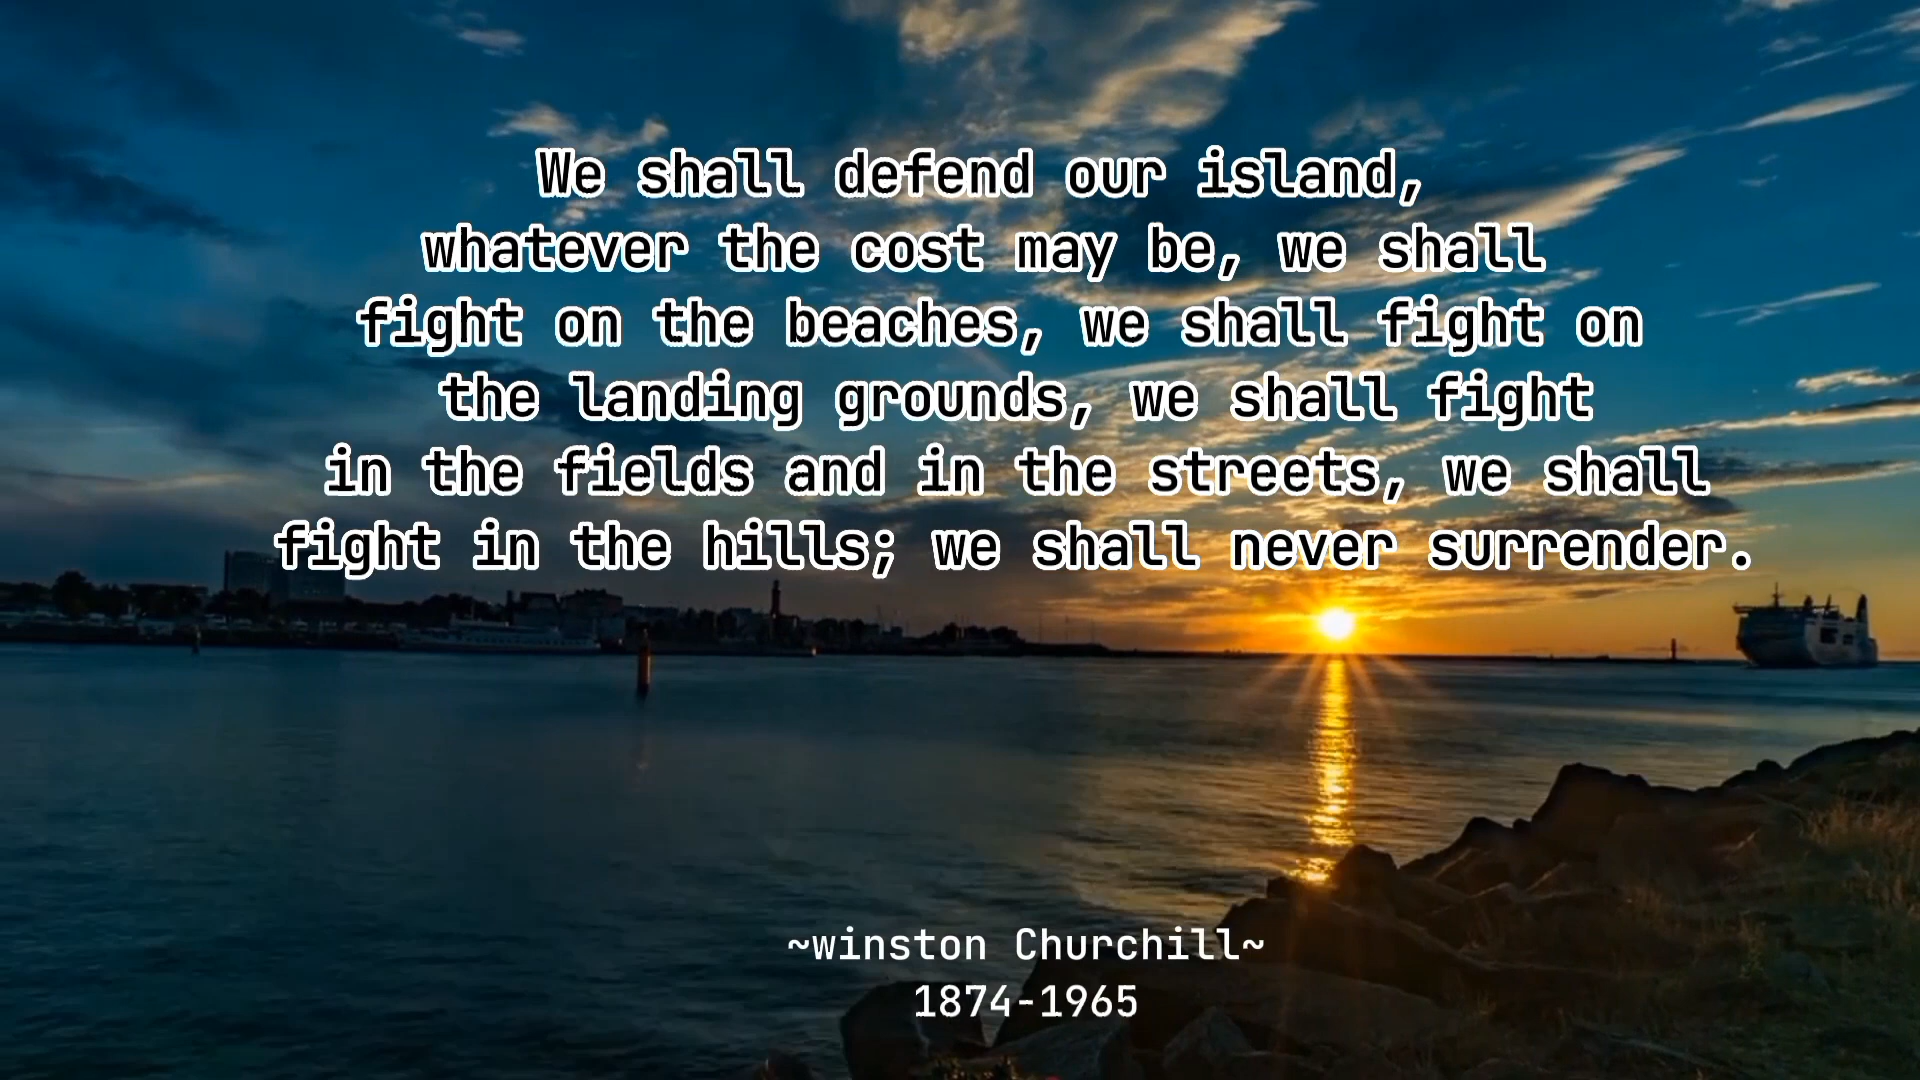 We shall defend our island,
whatever the cost may be, we shall
fight on the beaches, we shall fight on
the landing grounds, we shall fight
in the fields and in the streets, we shall
fight in the hills; we shall never surrender.
~winston Churchill~
1874-1965